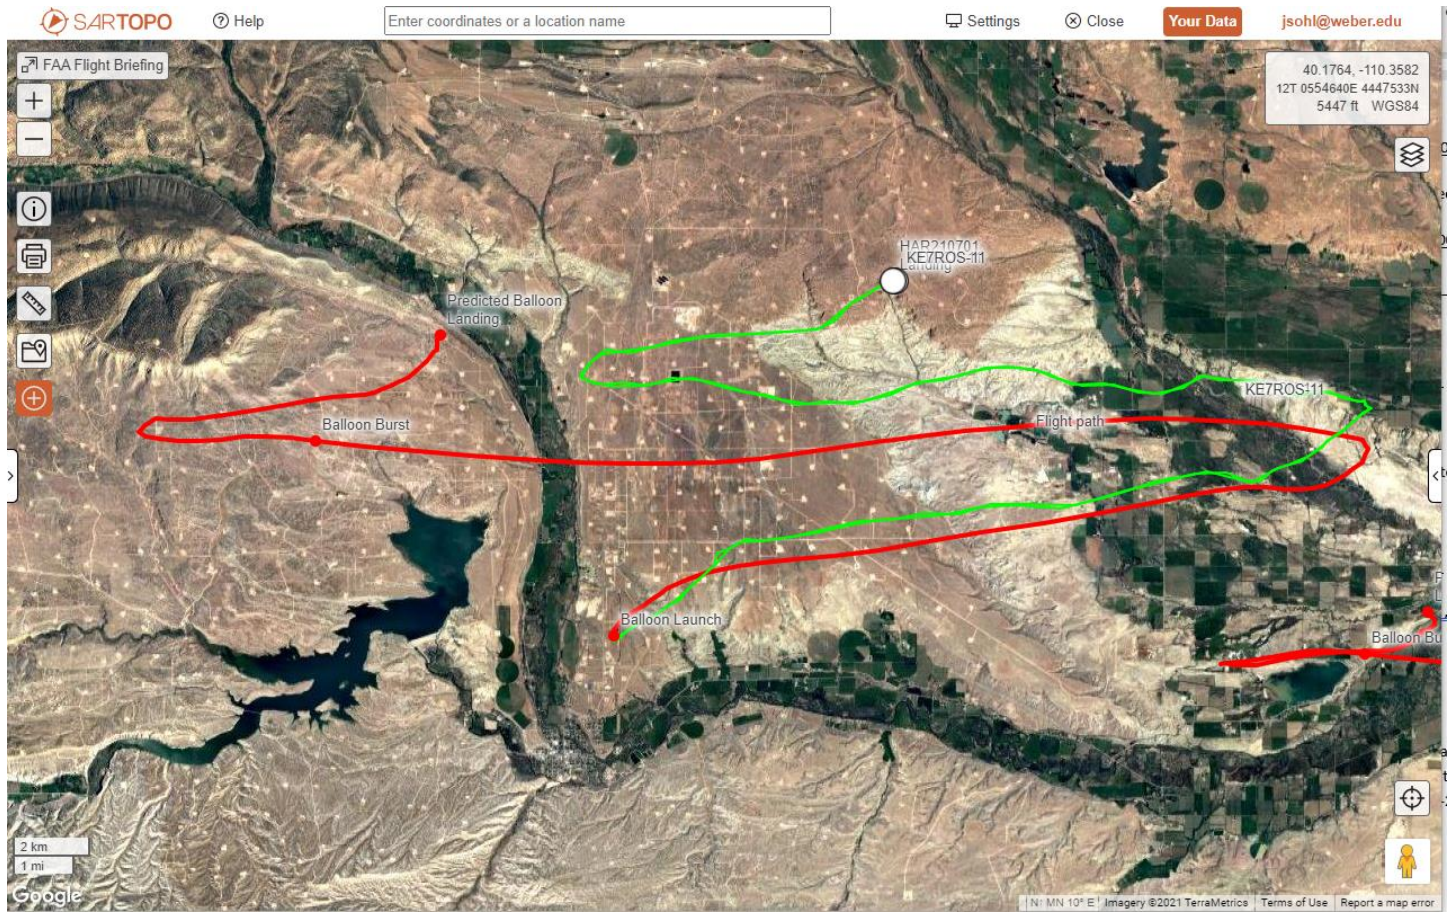 SARTOPO
Help
Enter coordinates or a location name
Settings
Close
Your Data
jsohl@weber.edu
FAA Flight Briefing
40.1764, -110.3582
12T 0554640E 4447533N
5447 ft WGS84
HAR210701
KE7ROS-11
Landing
Predicted Balloon
Landing
KE7ROS-11
Balloon Burst
Flight path
Balloon Launch
Balloon Bu
2 km
1 mi
Google
N: MN 10° E
Imagery ©2021 TerraMetrics
Terms of Use
Report a map error